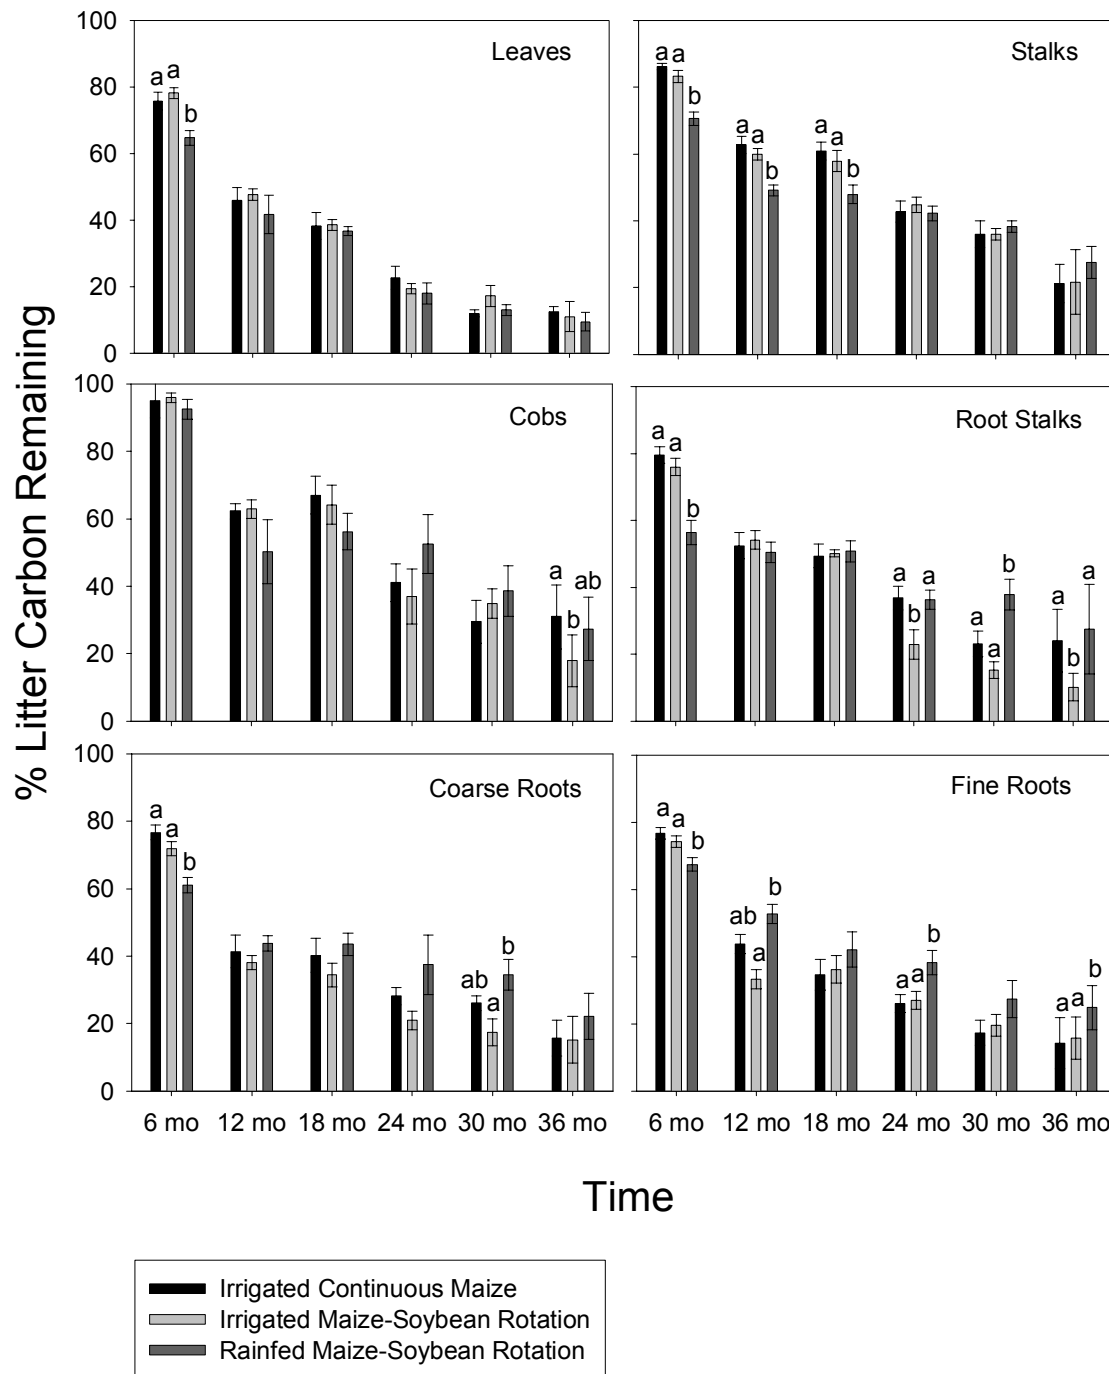 % Litter Carbon Remaining
100
80
60
40
20
0
Leaves
a a b
Stalks
a a b
a a b
a a b
100
80
60
40
20
0
Cobs
a b ab
Root Stalks
a a b
a b a
a a b
a b a
100
80
60
40
20
0
Coarse Roots
a a b
ab a b
6 mo 12 mo 18 mo 24 mo 30 mo 36 mo
Fine Roots
a a b
ab a b
a a b
a a b
6 mo 12 mo 18 mo 24 mo 30 mo 36 mo
Time
Irrigated Continuous Maize
Irrigated Maize-Soybean Rotation
Rainfed Maize-Soybean Rotation